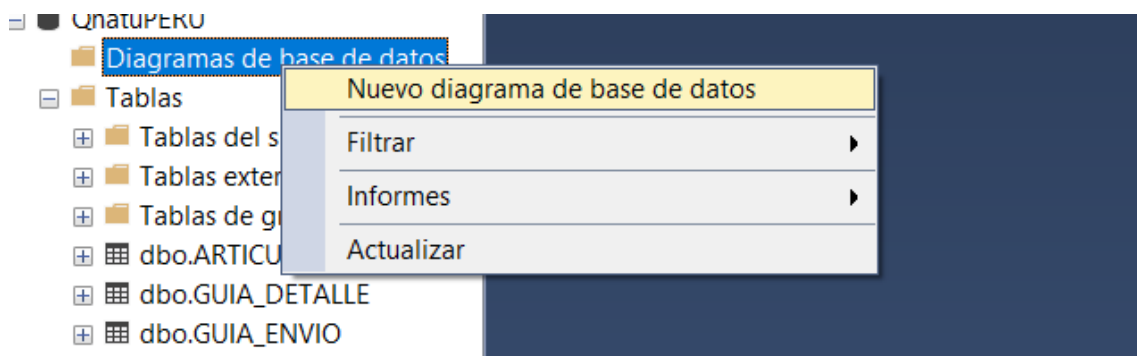 QhatuPERU
Diagramas de base de datos
Nuevo diagrama de base de datos
Tablas
Tablas del s
Filtrar
Tablas exter
Informes
Tablas de
dbo.ARTICU
Actualizar
dbo.GUIA_DETALLE
dbo.GUIA_ENVIO